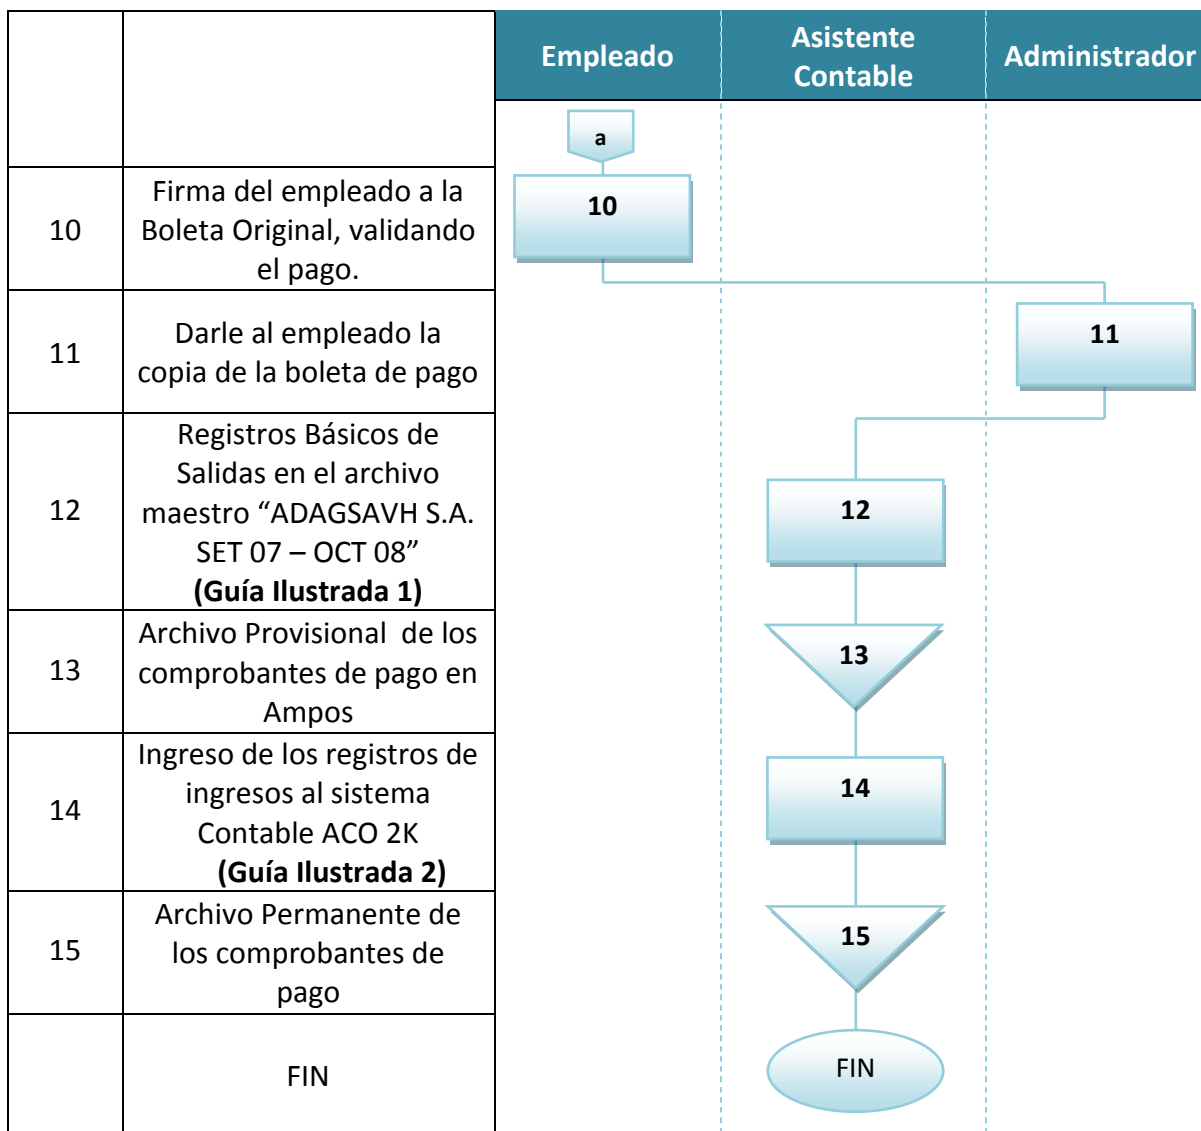 Empleado
Asistente
Contable
Administrador
a
10
Firma del empleado a la
Boleta Original, validando
el pago.
10
11
Darle al empleado la
copia de la boleta de pago
11
12
Registros Básicos de
Salidas en el archivo
maestro “ADAGSAVH S.A.
SET 07 – OCT 08”
(Guía Ilustrada 1)
12
13
Archivo Provisional de los
comprobantes de pago en
Ampos
13
14
Ingreso de los registros de
ingresos al sistema
Contable ACO 2K
(Guía Ilustrada 2)
14
15
Archivo Permanente de
los comprobantes de
pago
15
FIN
FIN